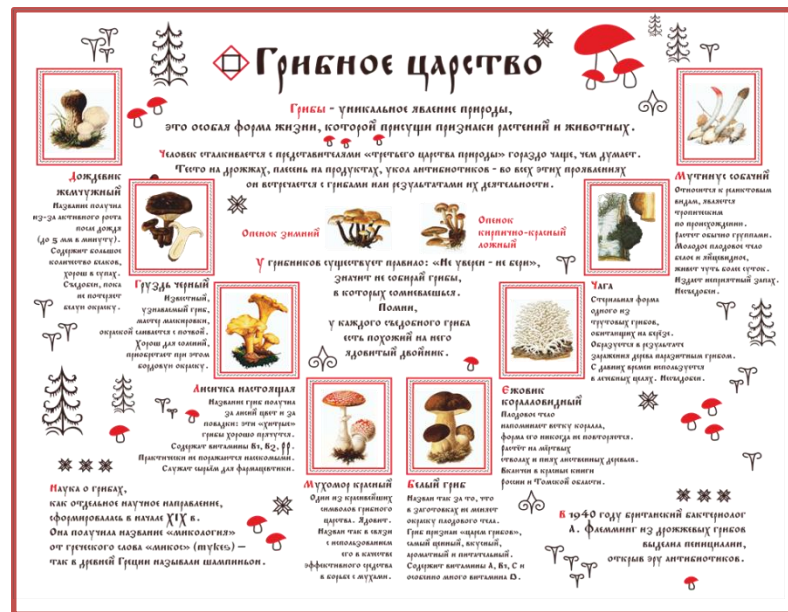 Грибное царство
Грибы - уникальное явление природы,
это особая форма жизни, которой присущи признаки растений и животных.
Человек сталкивается с представителями «третьего царства природы» гораздо чаще, чем думает.
Тесто на дрожжах, плесень на продуктах, укол антибиотиков - во всех этих проявлениях
он встречается с грибами или результатами их деятельности.
Дождевик
жемчужный
Название получил
из-за активного роста
после дождя
(до 5 мм в минуту).
Содержит большое
количество белков,
хорош в супах.
Съедобен, пока
не потеряет
белую окраску.
Мутинус собачий
Относится к реликтовым
видам, является
тропическим
по происхождению.
Растет обычно группами.
Молодое плодовое тело
белое и яйцевидное,
живет чуть более суток.
Издает неприятный запах.
Несъедобен.
Опенок зимний
Опенок
кирпично-красный
ложный
У грибников существует правило: «Не уверен - не бери»,
значит не собирай грибы,
в которых сомневаешься.
Помни,
у каждого съедобного гриба
есть похожий на него
ядовитый двойник.
Груздь черный
Известный,
узнаваемый гриб,
мастер маскировки,
окраской сливается с почвой.
Хорош для солений,
приобретает при этом
бордовую окраску.
Чага
Стерильная форма
одного из
трутовых грибов,
обитающих на берёзе.
Образуется в результате
заражения дерева паразитным грибом.
С давних времен используется
в лечебных целях. Несъедобен.
Лисичка настоящая
Название гриб получил
за лисий цвет и за
повадки: эти «хитрые»
грибы хорошо прячутся.
Содержат витамины В1, В2, РР.
Практически не поражаются насекомыми.
Служат сырьём для фармацевтики.
Ежовик
коралловидный
Плодовое тело
напоминает ветку коралла,
форма его никогда не повторяется.
Растёт на мёртвых
стволах и пнях лиственных деревьев.
Включен в красные книги
России и Томской области.
Мухомор красный
Один из красивейших
символов грибного
царства. Ядовит.
Назван так в связи
с использованием
его в качестве
эффективного средства
в борьбе с мухами.
Белый гриб
Назван так за то, что
в заготовках не меняет
окраску плодового тела.
Гриб признан «царем грибов»,
самый ценный, вкусный,
ароматный и питательный.
Содержит витамины А, В1, С и
особенно много витамина D.
Наука о грибах,
как отдельное научное направление,
сформировалась в начале XIX в.
Она получила название «микология»
от греческого слова «микос» (mykes) –
так в древней Греции называли шампиньон.
В 1940 году британский бактериолог
А. Флемминг из дрожжевых грибов
выделил пенициллин,
открыв эру антибиотиков.